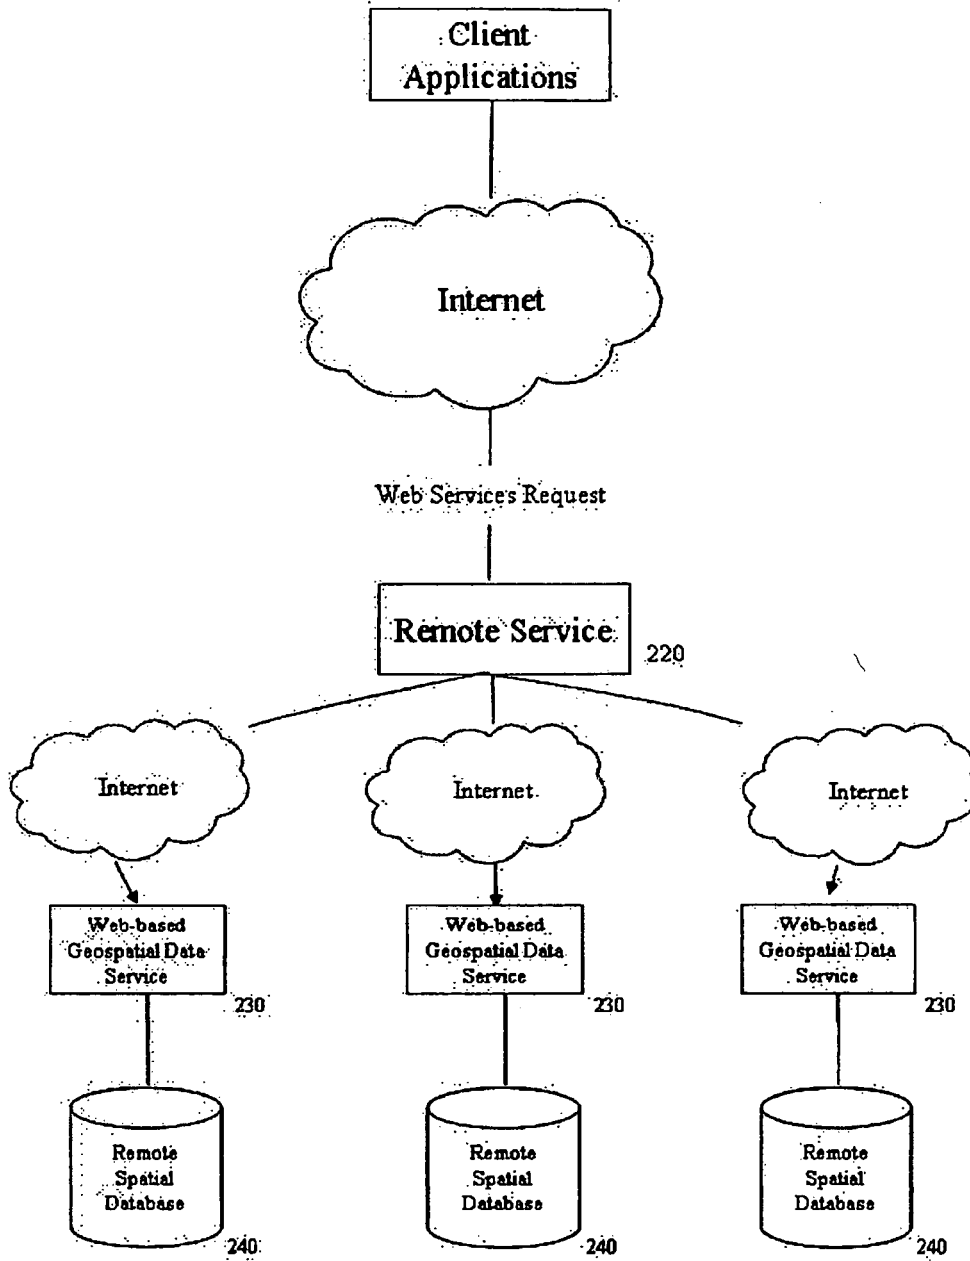 Client
Applications
Internet
Web Services Request
Remote Service
220
Internet
Internet
Internet
Web-based
Geospatial Data
Service
230
Web-based
Geospatial Data
Service
230
Web-based
Geospatial Data
Service
230
Remote
Spatial
Database
240
Remote
Spatial
Database
240
Remote
Spatial
Database
240